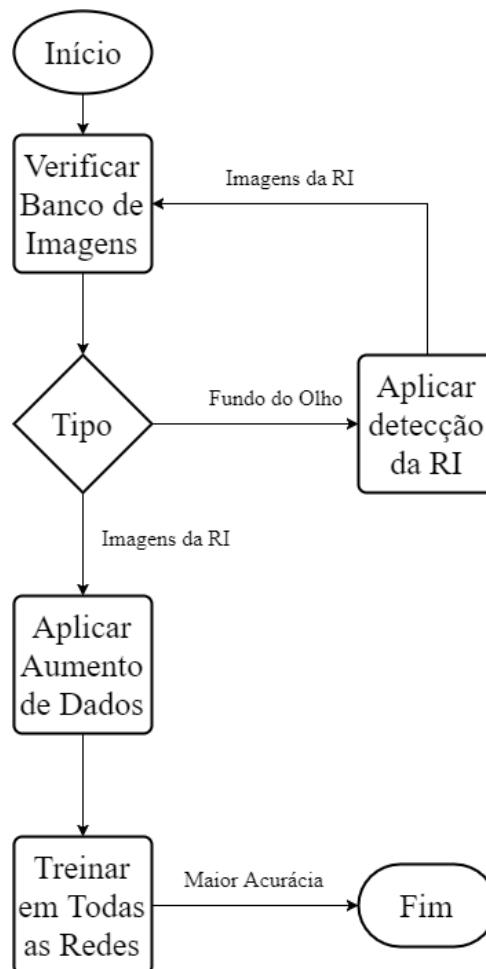 Início
Verificar
Banco de
Imagens
Imagens da RI
Tipo
Fundo do Olho
Aplicar
detecção
da RI
Imagens da RI
Aplicar
Aumento
de Dados
Treinar
em Todas
as Redes
Maior Acurácia
Fim